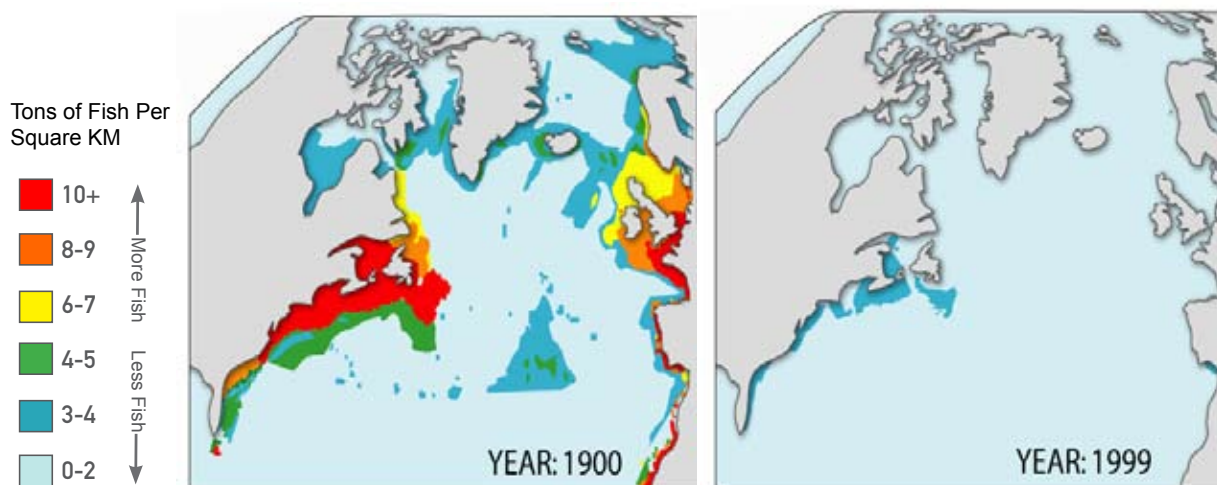 Tons of Fish Per
Square KM
10+
8-9
6-7
4-5
3-4
0-2
More Fish
Less Fish
YEAR: 1900
YEAR: 1999